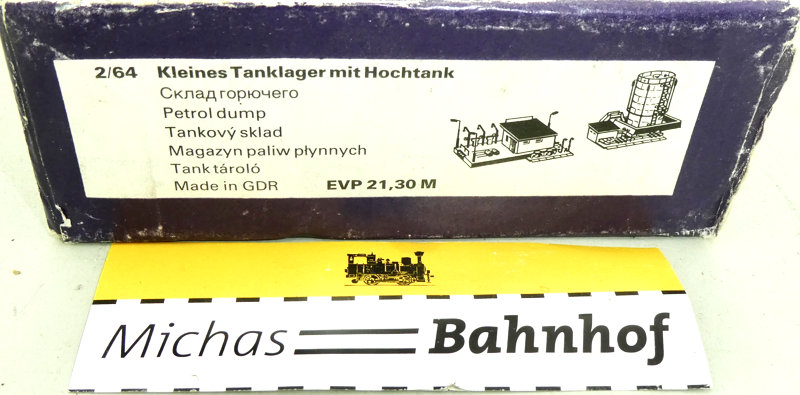 2/64 Kleines Tanklager mit Hochtank
Склад горючего
Petrol dump
Tankový sklad
Magazyn paliw płynnych
Tank tároló
Made in GDR EVP 21,30 M
Michas Bahnhof